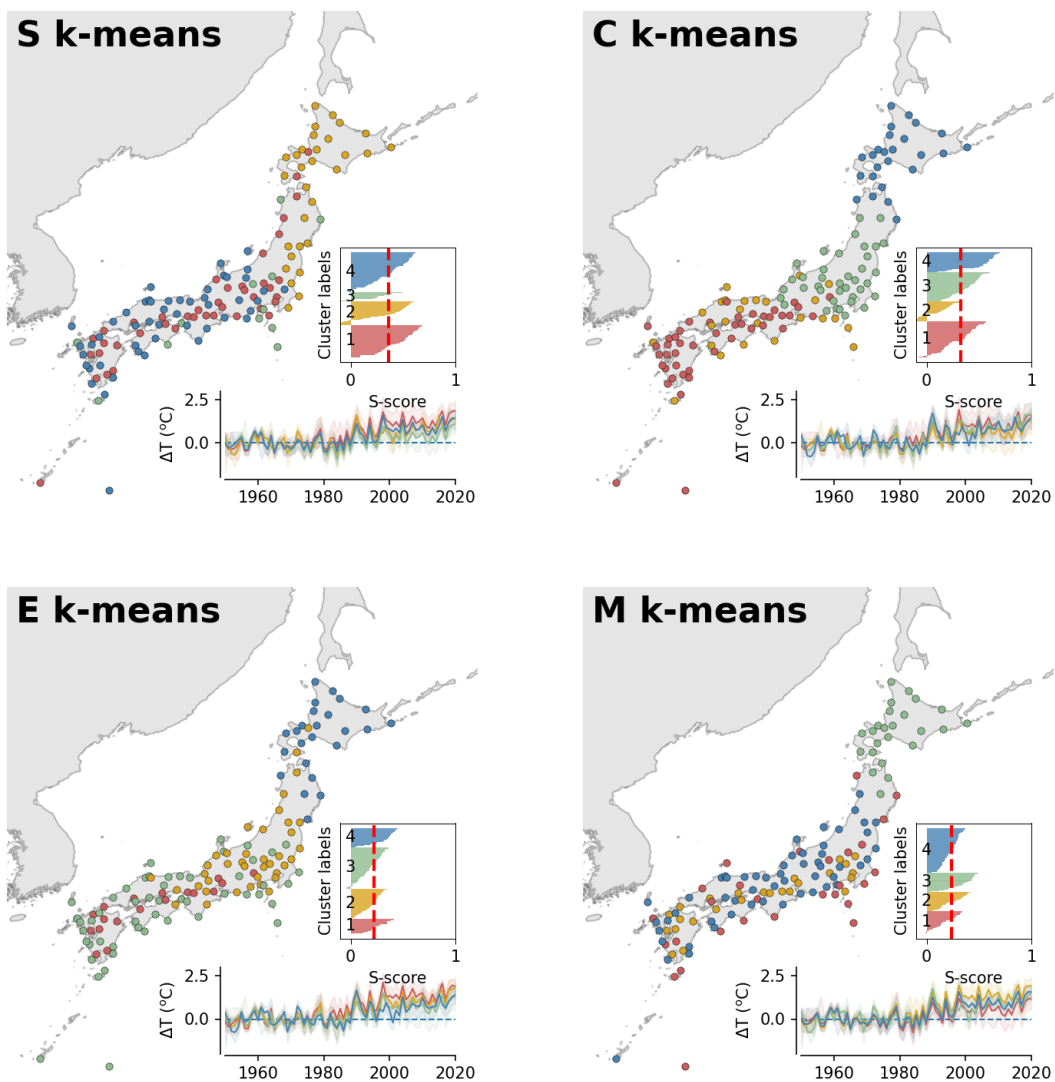 S k-means
Cluster labels
4
3
2
1
0 1
S-score
ΔT (°C)
2.5
0.0
1960 1980 2000 2020
C k-means
Cluster labels
4
3
2
1
0 1
S-score
ΔT (°C)
2.5
0.0
1960 1980 2000 2020
E k-means
Cluster labels
4
3
2
1
0 1
S-score
ΔT (°C)
2.5
0.0
1960 1980 2000 2020
M k-means
Cluster labels
4
3
2
1
0 1
S-score
ΔT (°C)
2.5
0.0
1960 1980 2000 2020